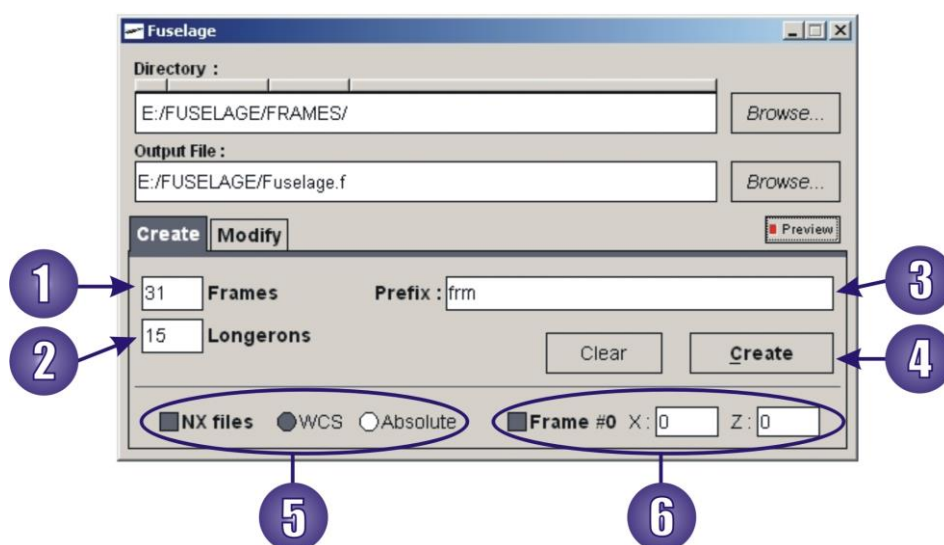 Fuselage
Directory :
E:/FUSELAGE/FRAMES/ Browse...
Output File :
E:/FUSELAGE/Fuselage.f Browse...
Create Modify Preview
1 31 Frames Prefix : frm 3
2 15 Longerons Clear Create 4
NX files WCS Absolute Frame #0 X : 0 Z : 0
5 6